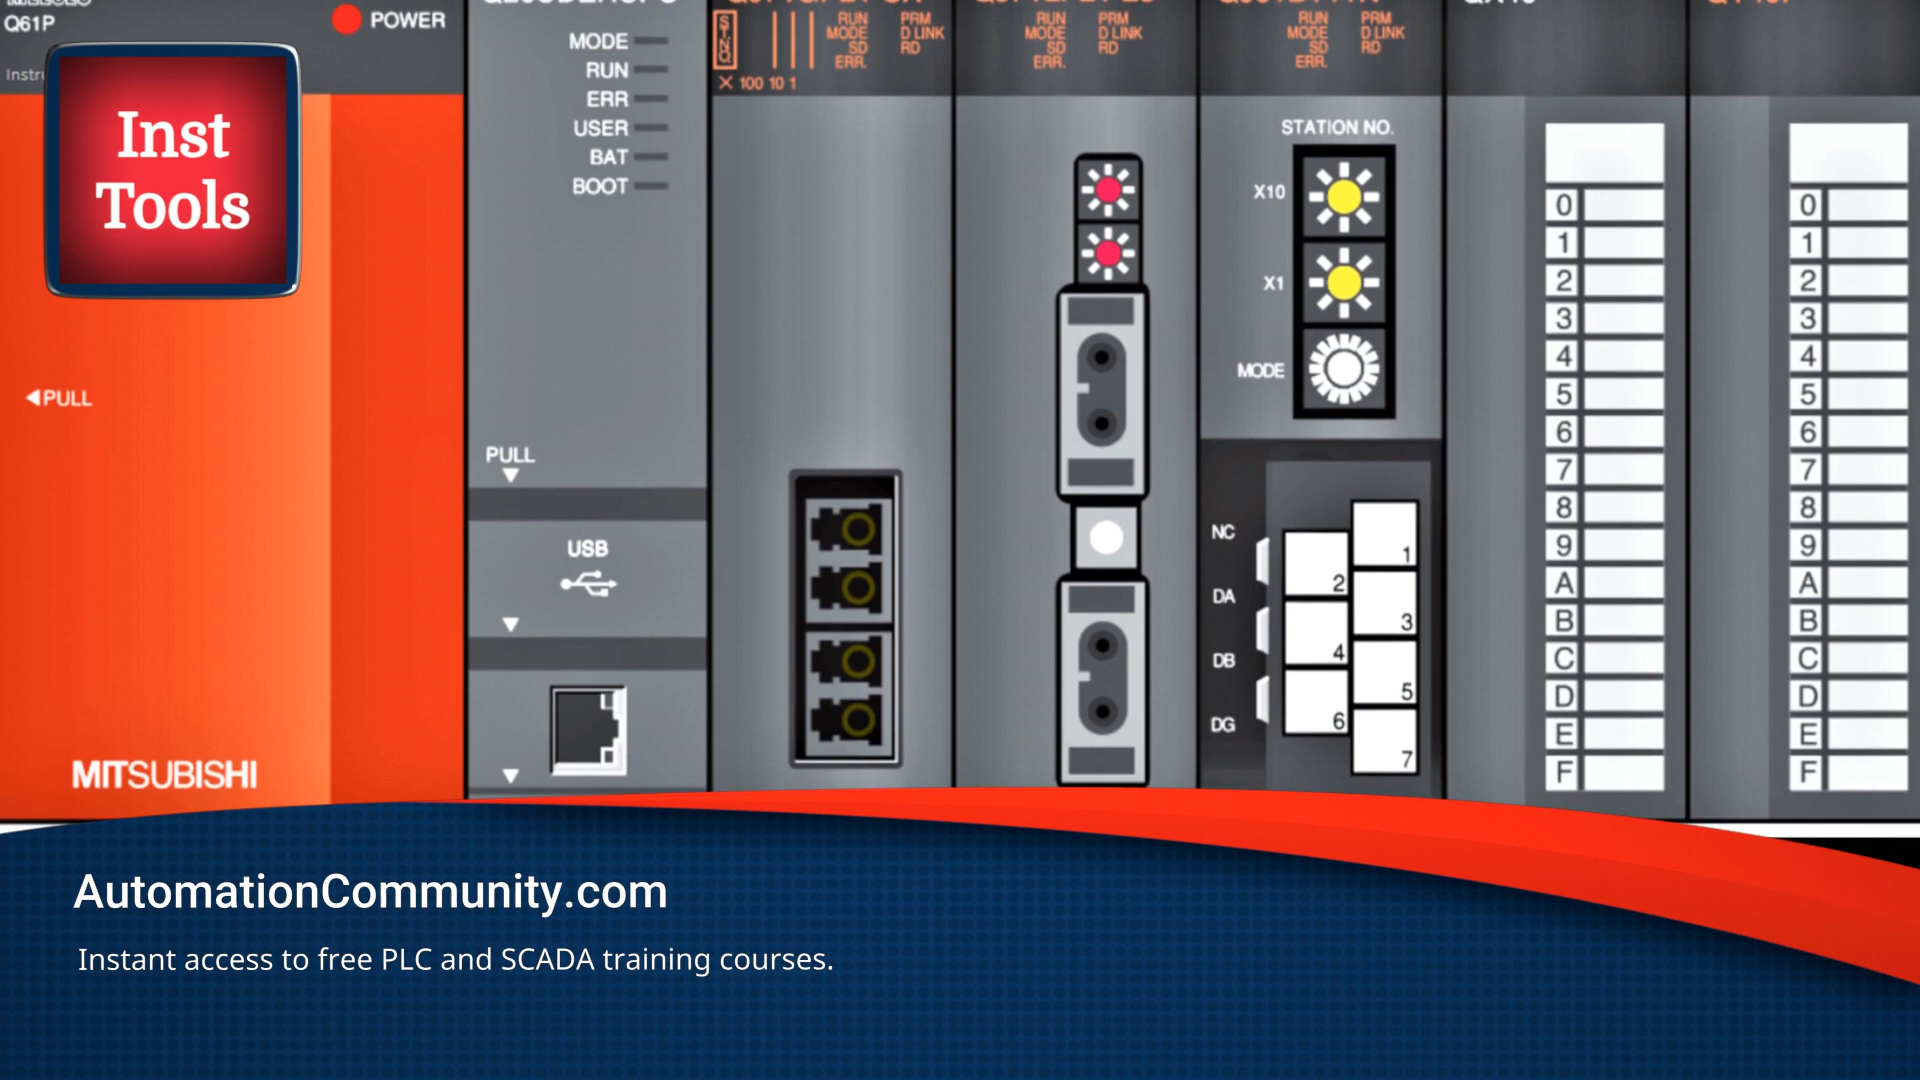 Q61P
POWER
Inst
Tools
PULL
MITSUBISHI
MODE
RUN
ERR
USER
BAT
BOOT
PULL
USB
RUN PRM
MODE D LINK
SD RD
ERR.
X 100 10 1
RUN PRM
MODE D LINK
SD RD
ERR.
RUN PRM
MODE D LINK
SD RD
ERR.
STATION NO.
X10
X1
MODE
NC
DA
DB
DG
1
2
3
4
5
6
7
0
1
2
3
4
5
6
7
8
9
A
B
C
D
E
F
0
1
2
3
4
5
6
7
8
9
A
B
C
D
E
F
AutomationCommunity.com
Instant access to free PLC and SCADA training courses.